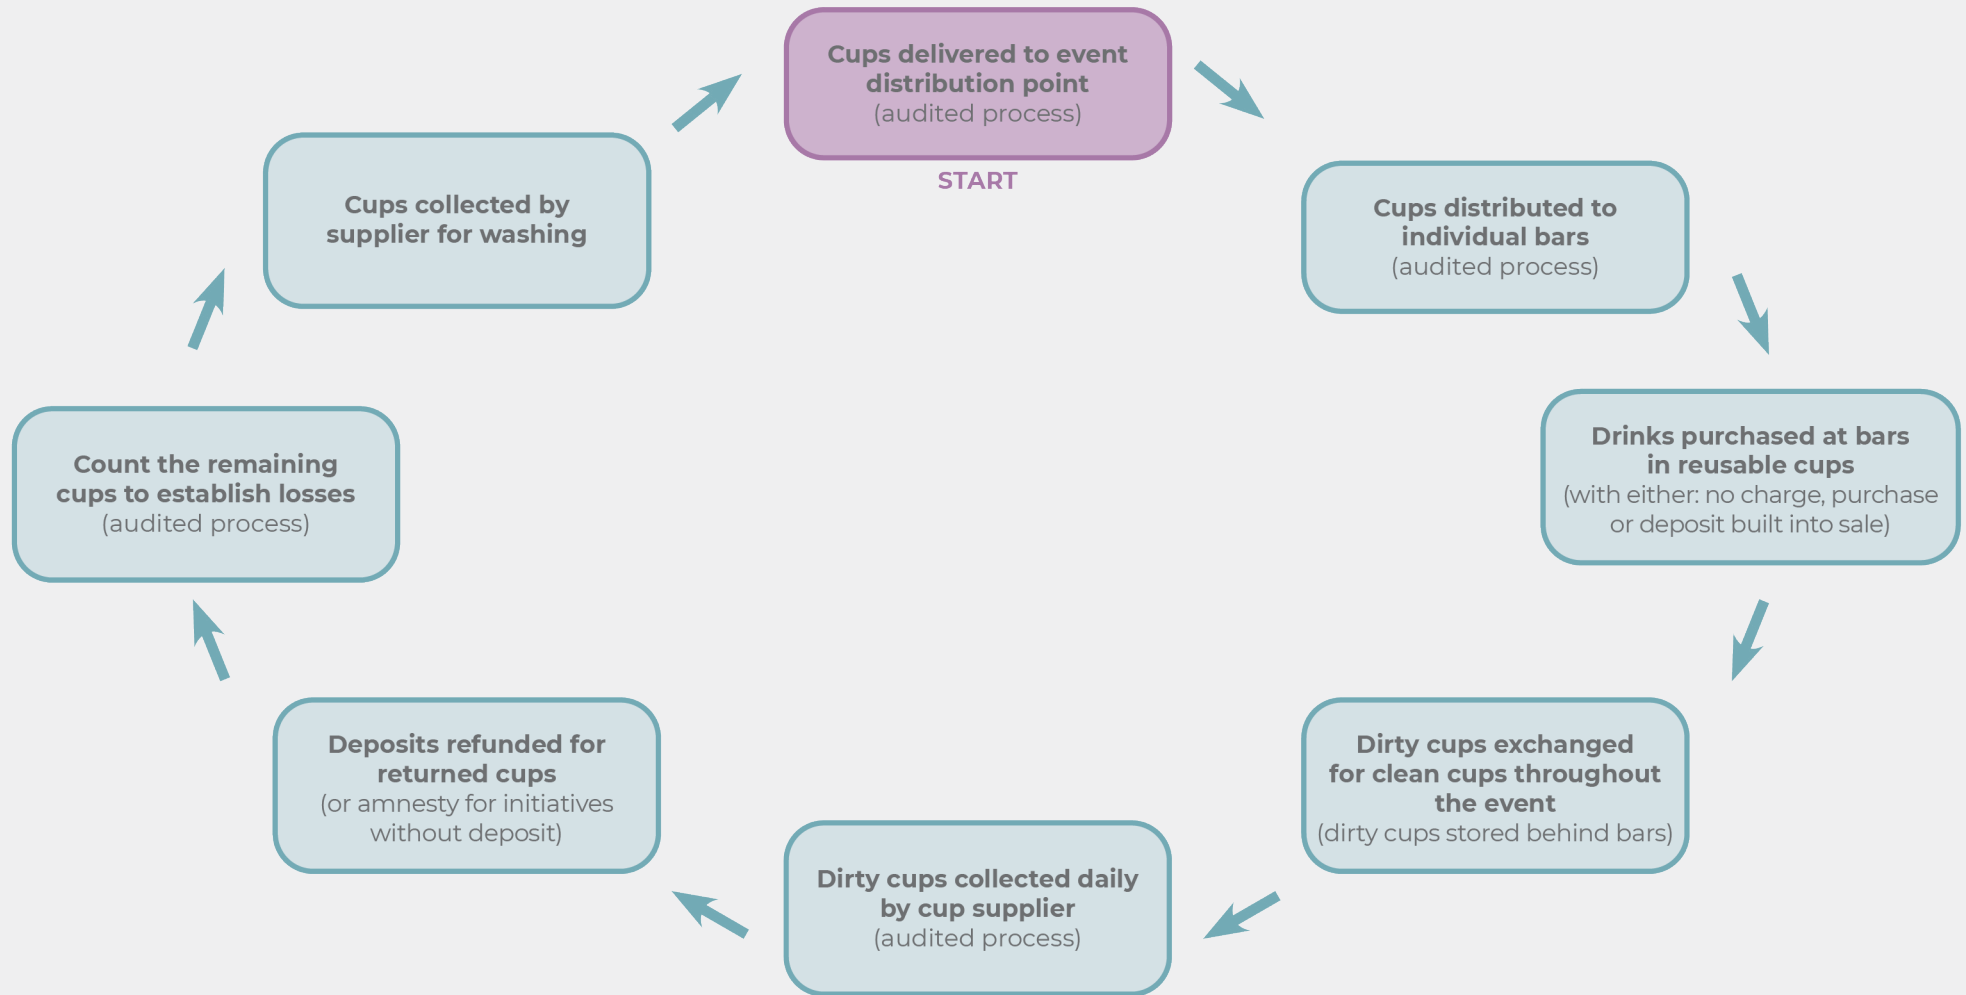 Cups delivered to event
distribution point
(audited process)
START
Cups distributed to
individual bars
(audited process)
Drinks purchased at bars
in reusable cups
(with either: no charge, purchase
or deposit built into sale)
Dirty cups exchanged
for clean cups throughout
the event
(dirty cups stored behind bars)
Dirty cups collected daily
by cup supplier
(audited process)
Deposits refunded for
returned cups
(or amnesty for initiatives
without deposit)
Count the remaining
cups to establish losses
(audited process)
Cups collected by
supplier for washing